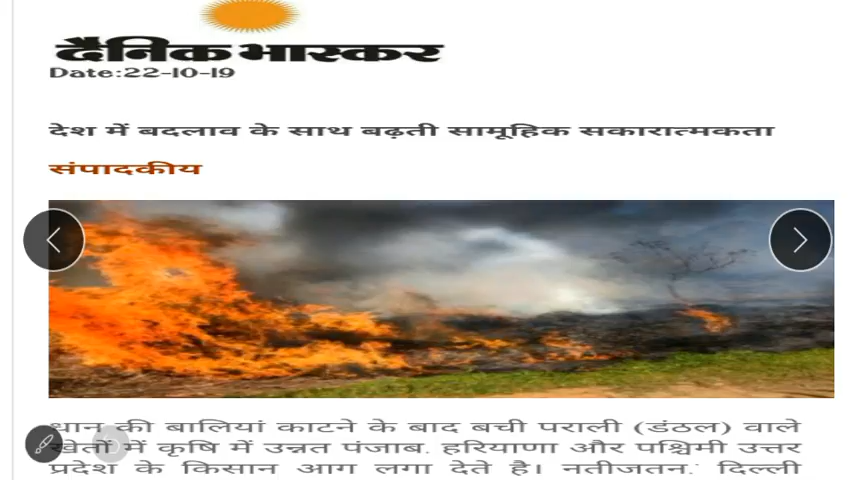 दैनिक भास्कर
Date:22-10-19
देश में बदलाव के साथ बढ़ती सामूहिक सकारात्मकता
संपादकीय
धान की बालियां काटने के बाद बची पराली (डंठल) वाले
खेतों में कृषि में उन्नत पंजाब, हरियाणा और पश्चिमी उत्तर
प्रदेश के किसान आग लगा देते है। नतीजतन, दिल्ली